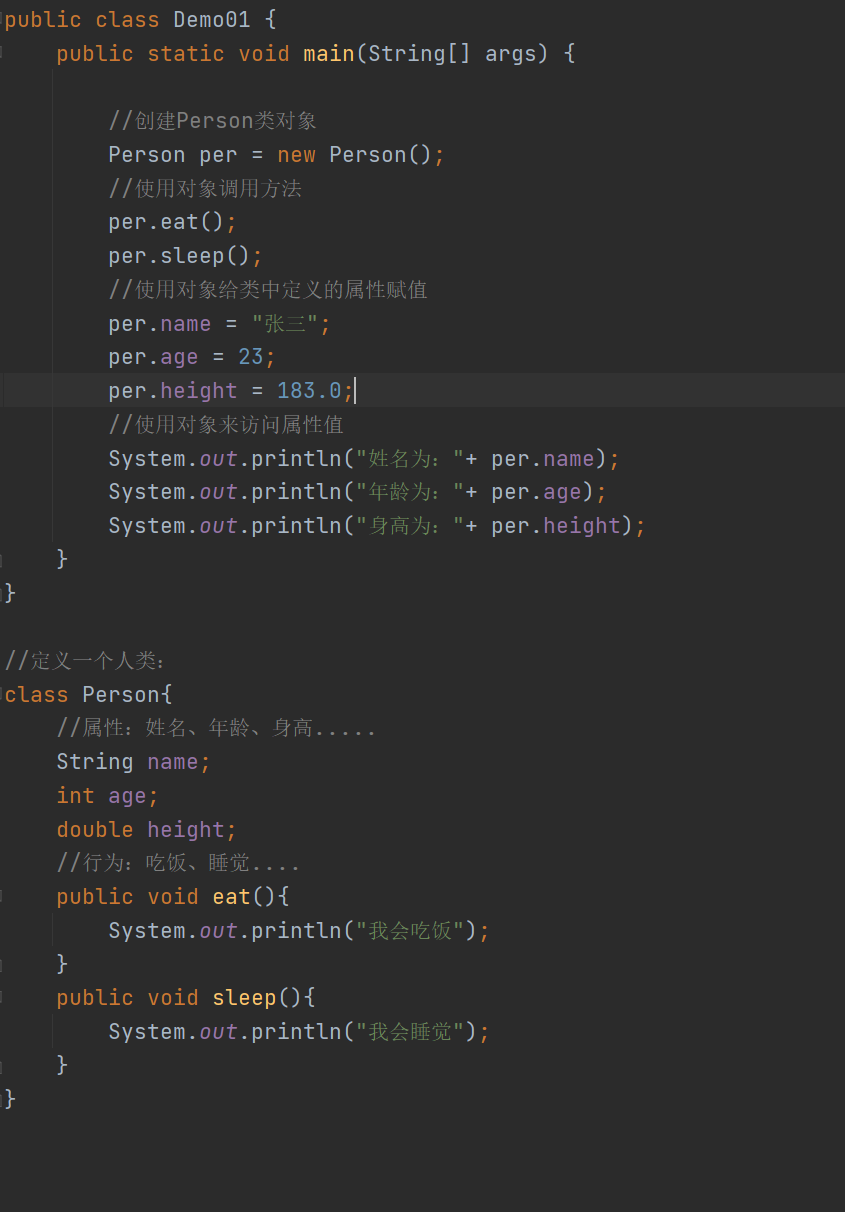 public class Demo01 {
    public static void main(String[] args) {
        //创建Person类对象
        Person per = new Person();
        //使用对象调用方法
        per.eat();
        per.sleep();
        //使用对象给类中定义的属性赋值
        per.name = "张三";
        per.age = 23;
        per.height = 183.0;
        //使用对象来访问属性值
        System.out.println("姓名为："+ per.name);
        System.out.println("年龄为："+ per.age);
        System.out.println("身高为："+ per.height);
    }
}
//定义一个人类：
class Person{
    //属性：姓名、年龄、身高.....
    String name;
    int age;
    double height;
    //行为：吃饭、睡觉....
    public void eat(){
        System.out.println("我会吃饭");
    }
    public void sleep(){
        System.out.println("我会睡觉");
    }
}